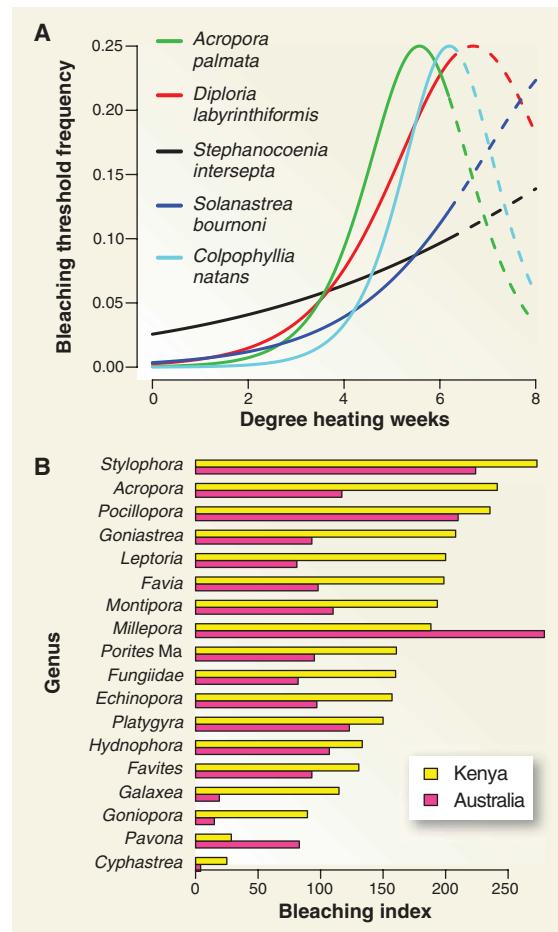 A
Bleaching threshold frequency
0.25
0.20
0.15
0.10
0.05
0.00
Acropora
palmata
Diploria
labyrinthiformis
Stephanocoenia
intersepta
Solanastrea
bournoni
Colpophyllia
natans
0 2 4 6 8
Degree heating weeks
B
Genus
Stylophora
Acropora
Pocillopora
Goniastrea
Leptoria
Favia
Montipora
Millepora
Porites Ma
Fungiidae
Echinopora
Platygyra
Hydnophora
Favites
Galaxea
Goniopora
Pavona
Cyphastrea
Kenya
Australia
0 50 100 150 200 250
Bleaching index